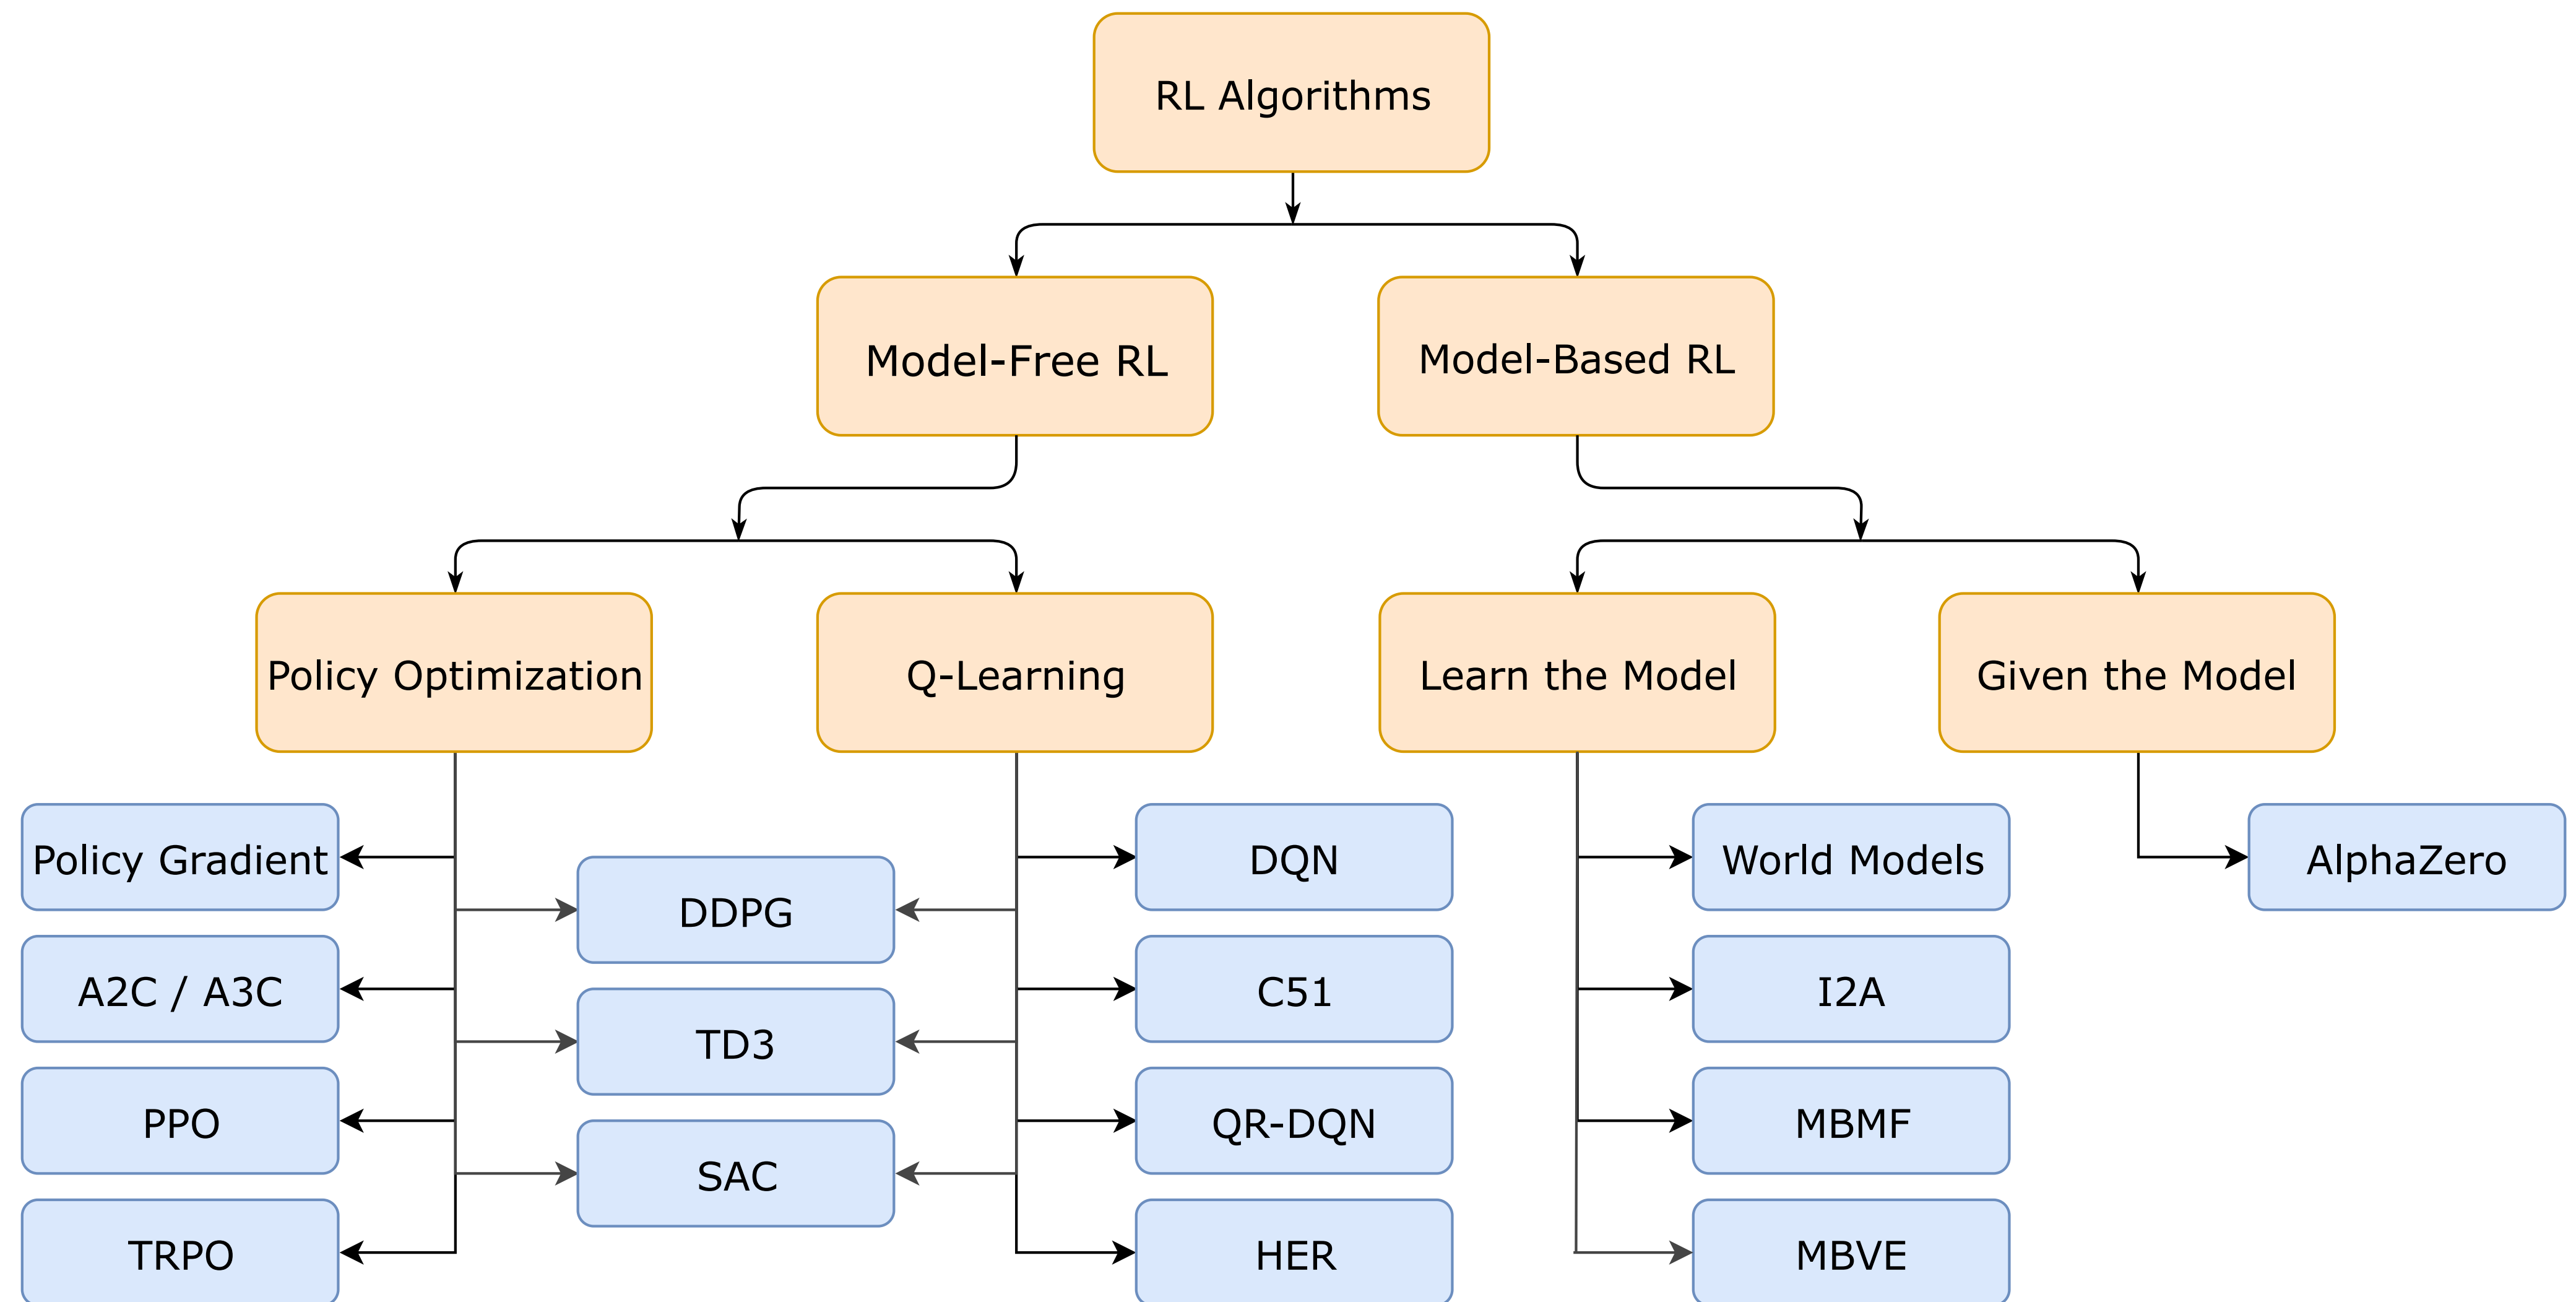 RL Algorithms
Model-Free RL
Model-Based RL
Policy Optimization
Q-Learning
Learn the Model
Given the Model
Policy Gradient
A2C / A3C
PPO
TRPO
DDPG
TD3
SAC
DQN
C51
QR-DQN
HER
World Models
I2A
MBMF
MBVE
AlphaZero